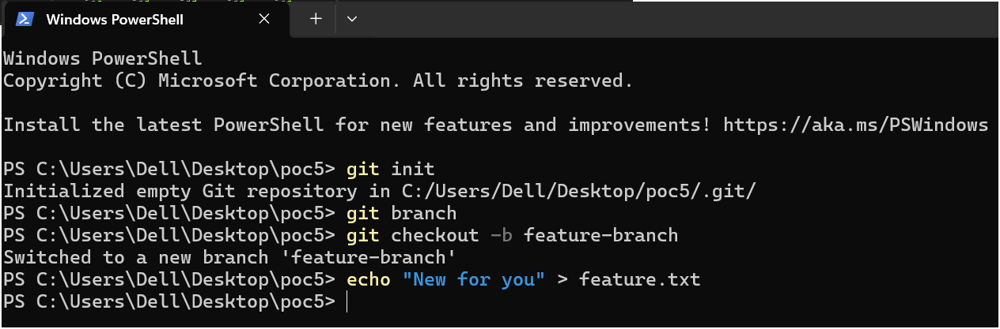 Windows PowerShell
Windows PowerShell
Copyright (C) Microsoft Corporation. All rights reserved.
Install the latest PowerShell for new features and improvements! https://aka.ms/PSWindows
PS C:\Users\Dell\Desktop\poc5> git init
Initialized empty Git repository in C:/Users/Dell/Desktop/poc5/.git/
PS C:\Users\Dell\Desktop\poc5> git branch
PS C:\Users\Dell\Desktop\poc5> git checkout -b feature-branch
Switched to a new branch 'feature-branch'
PS C:\Users\Dell\Desktop\poc5> echo "New for you" > feature.txt
PS C:\Users\Dell\Desktop\poc5>